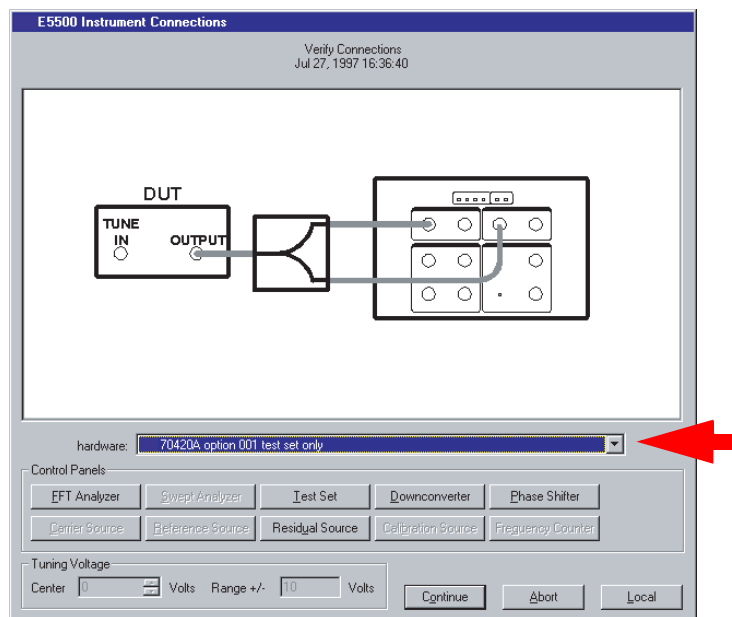 E5500 Instrument Connections
Verify Connections
Jul 27, 1997 16:36:40
DUT
TUNE
IN
OUTPUT
hardware: 70420A option 001 test set only
Control Panels
FFT Analyzer Swept Analyzer Test Set Downconverter Phase Shifter
Carrier Source Reference Source Residual Source Calibration Source Frequency Counter
Tuning Voltage
Center 0 Volts Range +/- 10 Volts
Continue Abort Local